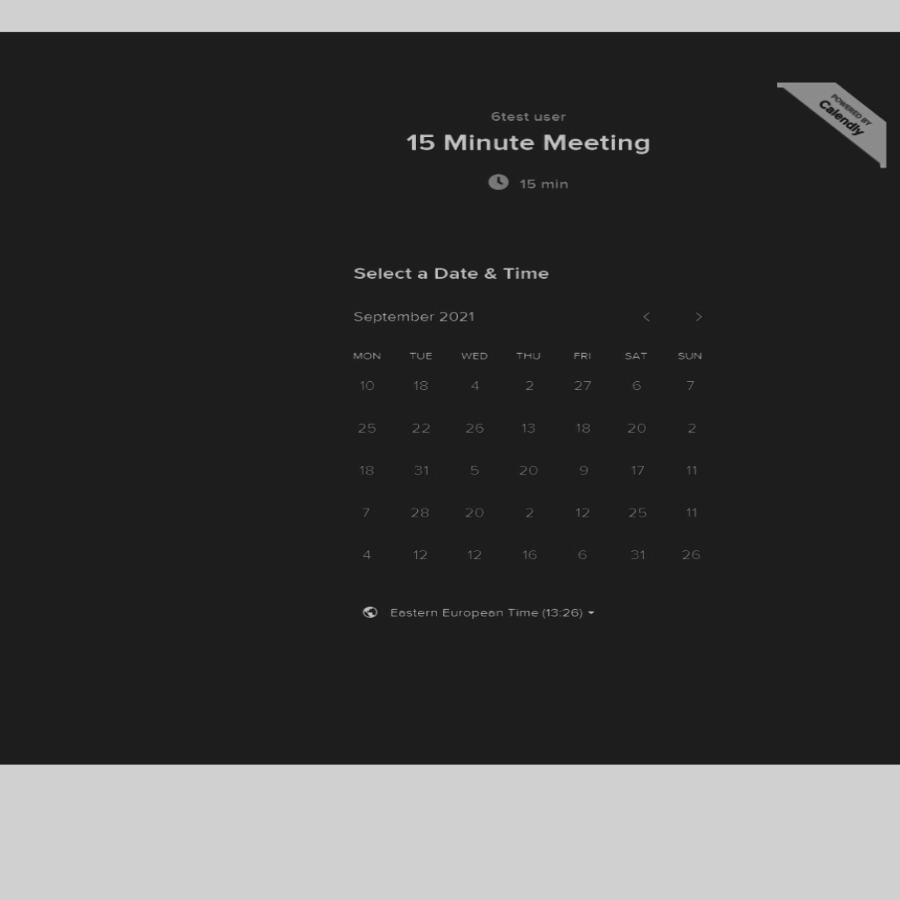 POWERED BY
Calendly
6test user
15 Minute Meeting
15 min
Select a Date & Time
September 2021
MON TUE WED THU FRI SAT SUN
10 18 4 2 27 6 7
25 22 26 13 18 20 2
18 31 5 20 9 17 11
7 28 20 2 12 25 11
4 12 12 16 6 31 26
Eastern European Time (13:26)